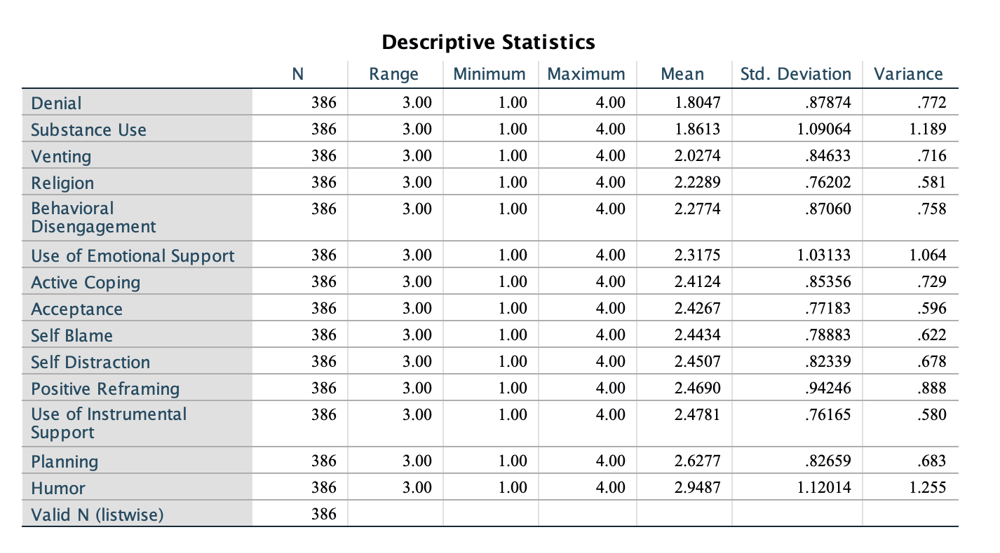 Descriptive Statistics
N Range Minimum Maximum Mean Std. Deviation Variance
Denial 386 3.00 1.00 4.00 1.8047 .87874 .772
Substance Use 386 3.00 1.00 4.00 1.8613 1.09064 1.189
Venting 386 3.00 1.00 4.00 2.0274 .84633 .716
Religion 386 3.00 1.00 4.00 2.2289 .76202 .581
Behavioral 386 3.00 1.00 4.00 2.2774 .87060 .758
Disengagement
Use of Emotional Support 386 3.00 1.00 4.00 2.3175 1.03133 1.064
Active Coping 386 3.00 1.00 4.00 2.4124 .85356 .729
Acceptance 386 3.00 1.00 4.00 2.4267 .77183 .596
Self Blame 386 3.00 1.00 4.00 2.4434 .78883 .622
Self Distraction 386 3.00 1.00 4.00 2.4507 .82339 .678
Positive Reframing 386 3.00 1.00 4.00 2.4690 .94246 .888
Use of Instrumental 386 3.00 1.00 4.00 2.4781 .76165 .580
Support
Planning 386 3.00 1.00 4.00 2.6277 .82659 .683
Humor 386 3.00 1.00 4.00 2.9487 1.12014 1.255
Valid N (listwise) 386